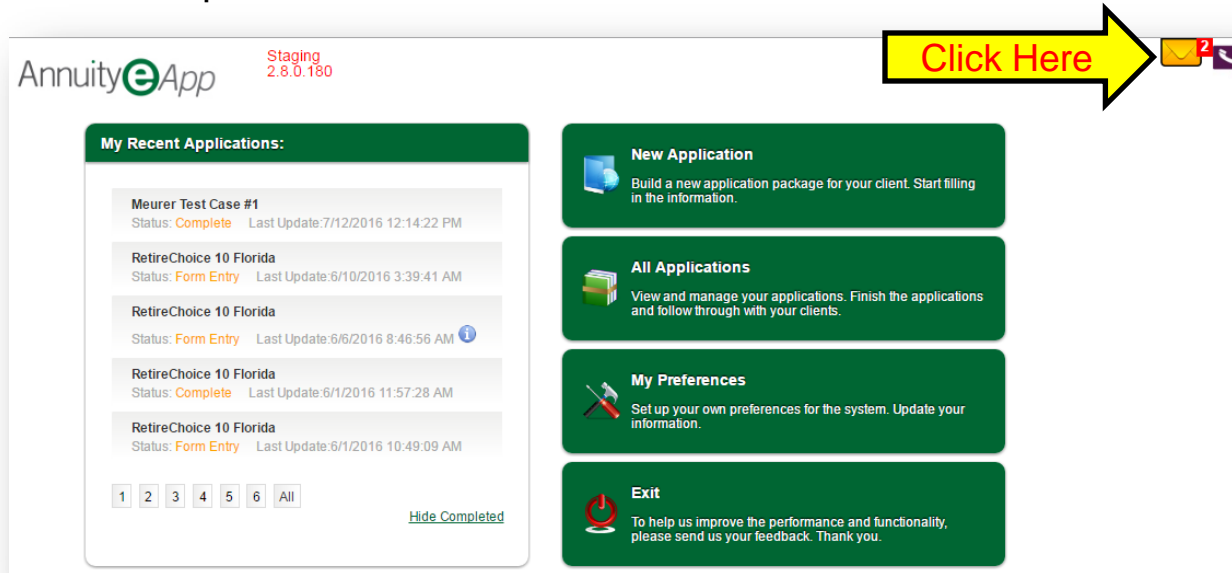 Annuity eApp
Staging
2.8.0.180
Click Here
2
My Recent Applications:
Meurer Test Case #1
Status: Complete Last Update:7/12/2016 12:14:22 PM
RetireChoice 10 Florida
Status: Form Entry Last Update:6/10/2016 3:39:41 AM
RetireChoice 10 Florida
Status: Form Entry Last Update:6/6/2016 8:46:56 AM i
RetireChoice 10 Florida
Status: Complete Last Update:6/1/2016 11:57:28 AM
RetireChoice 10 Florida
Status: Form Entry Last Update:6/1/2016 10:49:09 AM
1 2 3 4 5 6 All
Hide Completed
New Application
Build a new application package for your client. Start filling
in the information.
All Applications
View and manage your applications. Finish the applications
and follow through with your clients.
My Preferences
Set up your own preferences for the system. Update your
information.
Exit
To help us improve the performance and functionality,
please send us your feedback. Thank you.